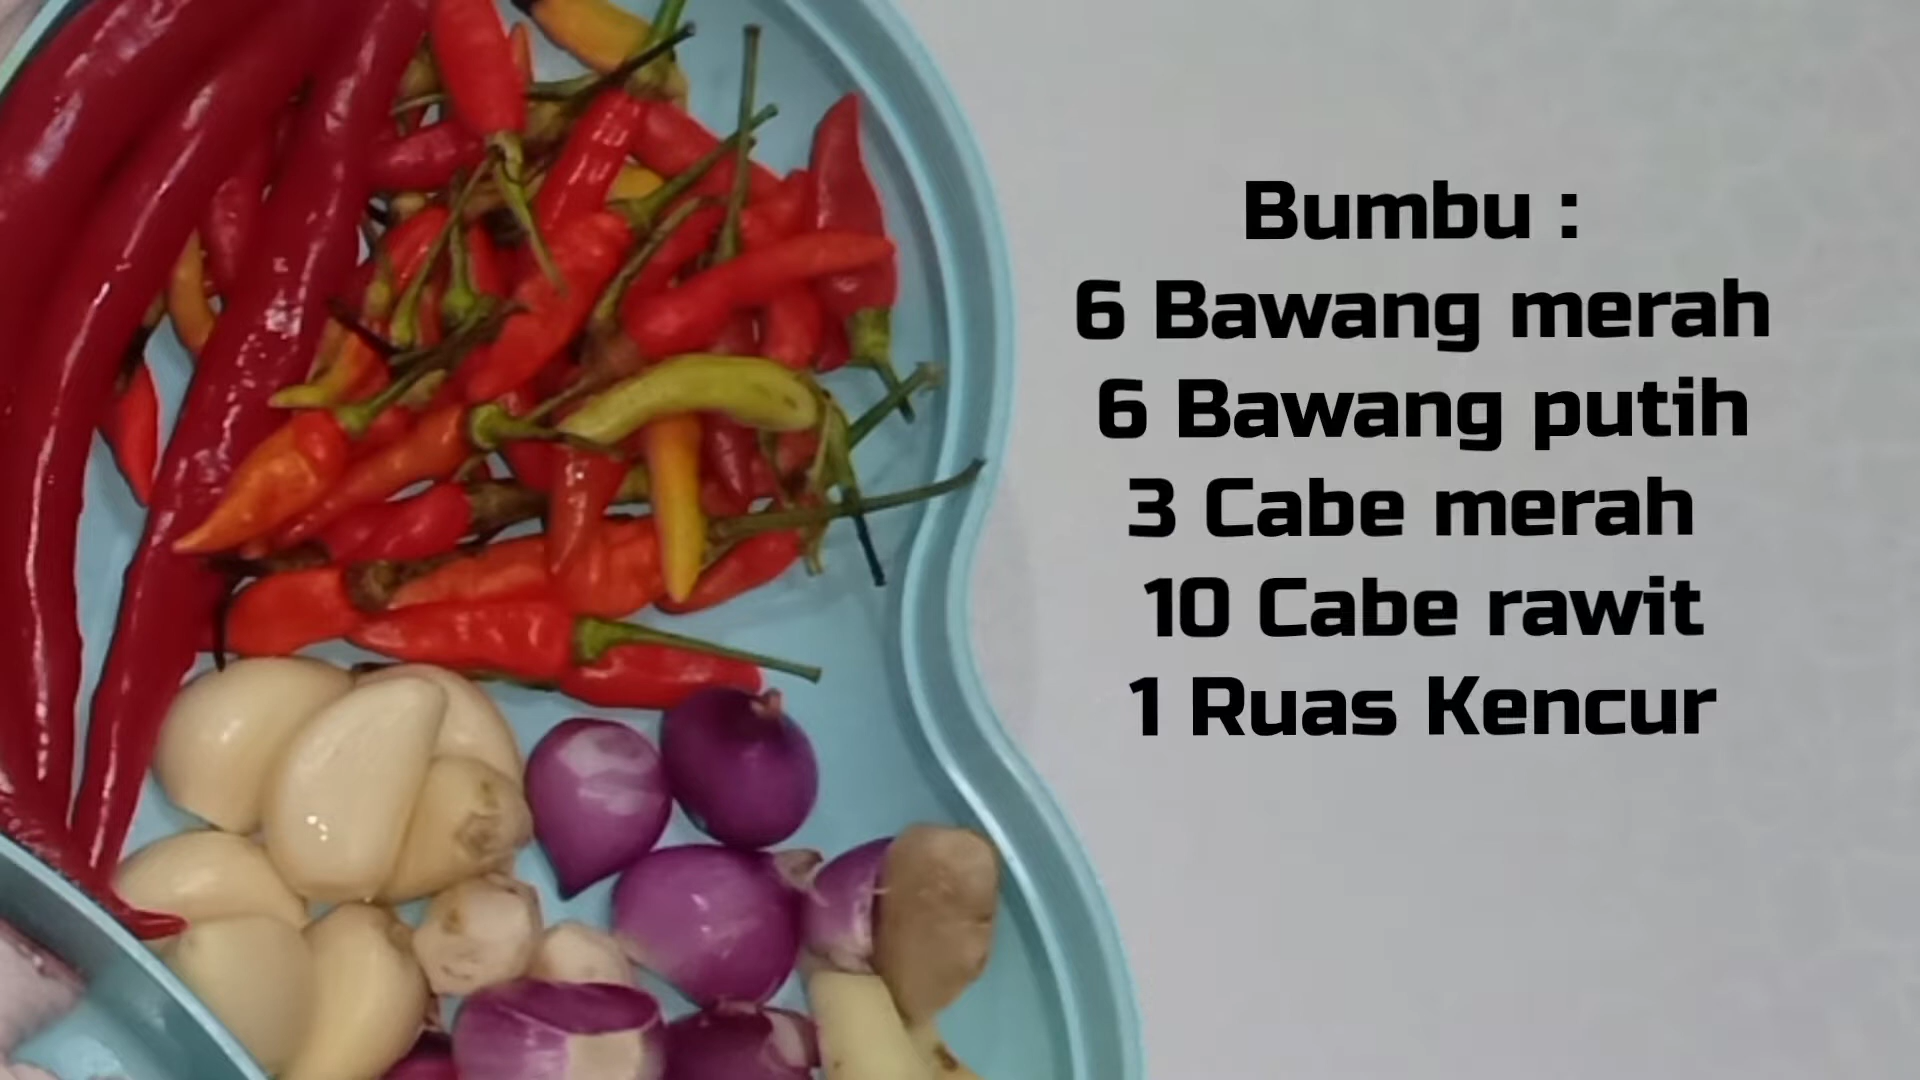 Bumbu :
6 Bawang merah
6 Bawang putih
3 Cabe merah
10 Cabe rawit
1 Ruas Kencur